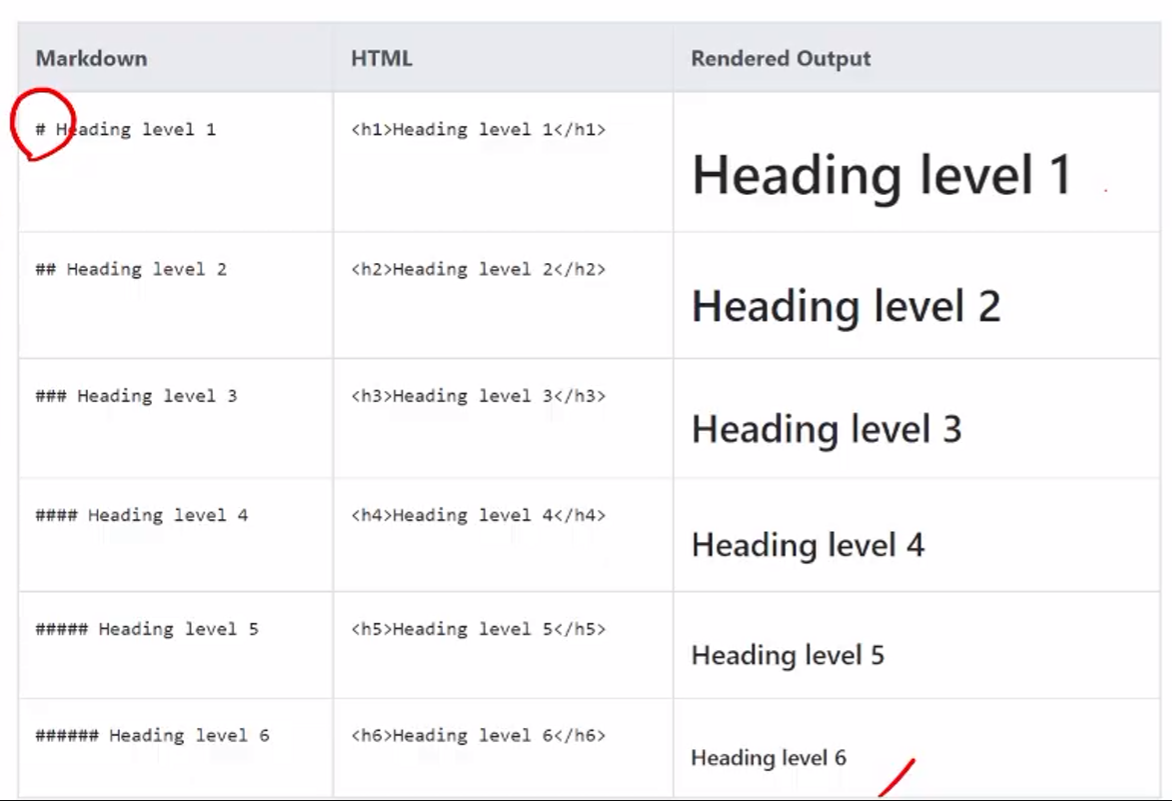 Markdown HTML Rendered Output
# Heading level 1 <h1>Heading level 1</h1> Heading level 1
## Heading level 2 <h2>Heading level 2</h2> Heading level 2
### Heading level 3 <h3>Heading level 3</h3> Heading level 3
#### Heading level 4 <h4>Heading level 4</h4> Heading level 4
##### Heading level 5 <h5>Heading level 5</h5> Heading level 5
###### Heading level 6 <h6>Heading level 6</h6> Heading level 6